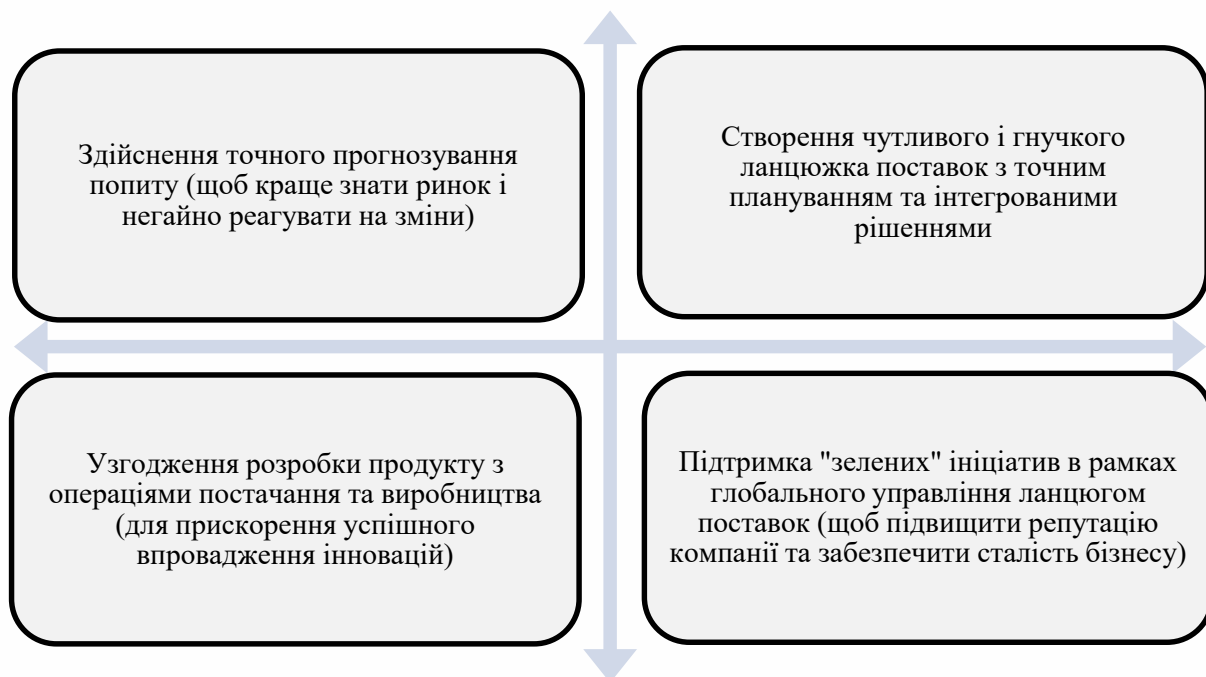 Здійснення точного прогнозування
попиту (щоб краще знати ринок і
негайно реагувати на зміни)
Створення чутливого і гнучкого
ланцюжка поставок з точним
плануванням та інтегрованими
рішеннями
Узгодження розробки продукту з
операціями постачання та виробництва
(для прискорення успішного
впровадження інновацій)
Підтримка "зелених" ініціатив в рамках
глобального управління ланцюгом
поставок (щоб підвищити репутацію
компанії та забезпечити сталість бізнесу)